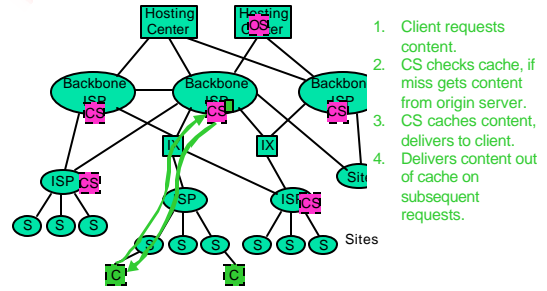 Hosting
Center
Hosting
OS
Center
Backbone
ISP
CS
Backbone
ISP
CS
Backbone
ISP
CS
IX
IX
ISP
CS
ISP
ISP
CS
Site
S
S
S
S
S
S
S
S
S
Sites
C
C
1. Client requests
content.
2. CS checks cache, if
miss gets content
from origin server.
3. CS caches content,
delivers to client.
4. Delivers content out
of cache on
subsequent
requests.